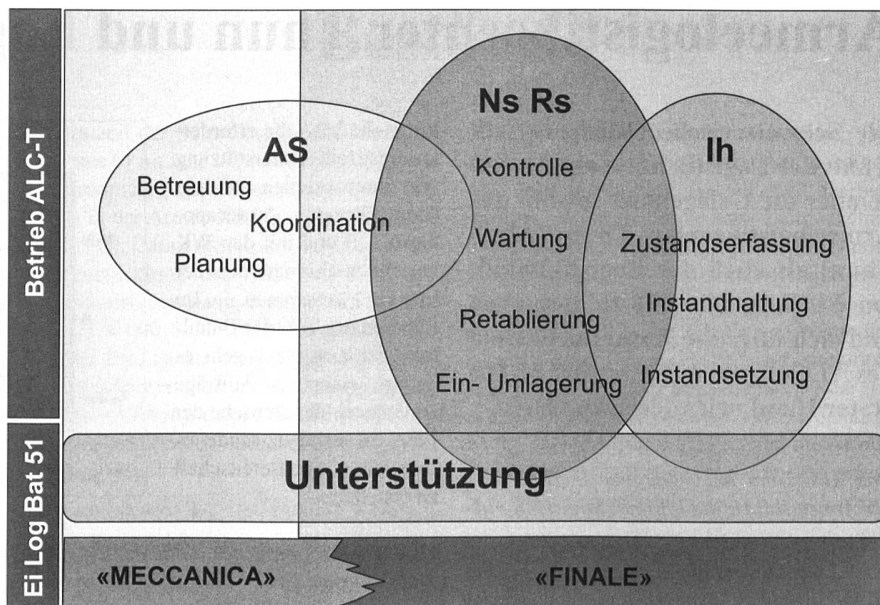 Betrieb ALC-T
Ei Log Bat 51
AS
Betreuung
Koordination
Planung
Ns Rs
Kontrolle
Wartung
Retablierung
Ein- Umlagerung
Ih
Zustandserfassung
Instandhaltung
Instandsetzung
Unterstützung
«MECCANICA»
«FINALE»